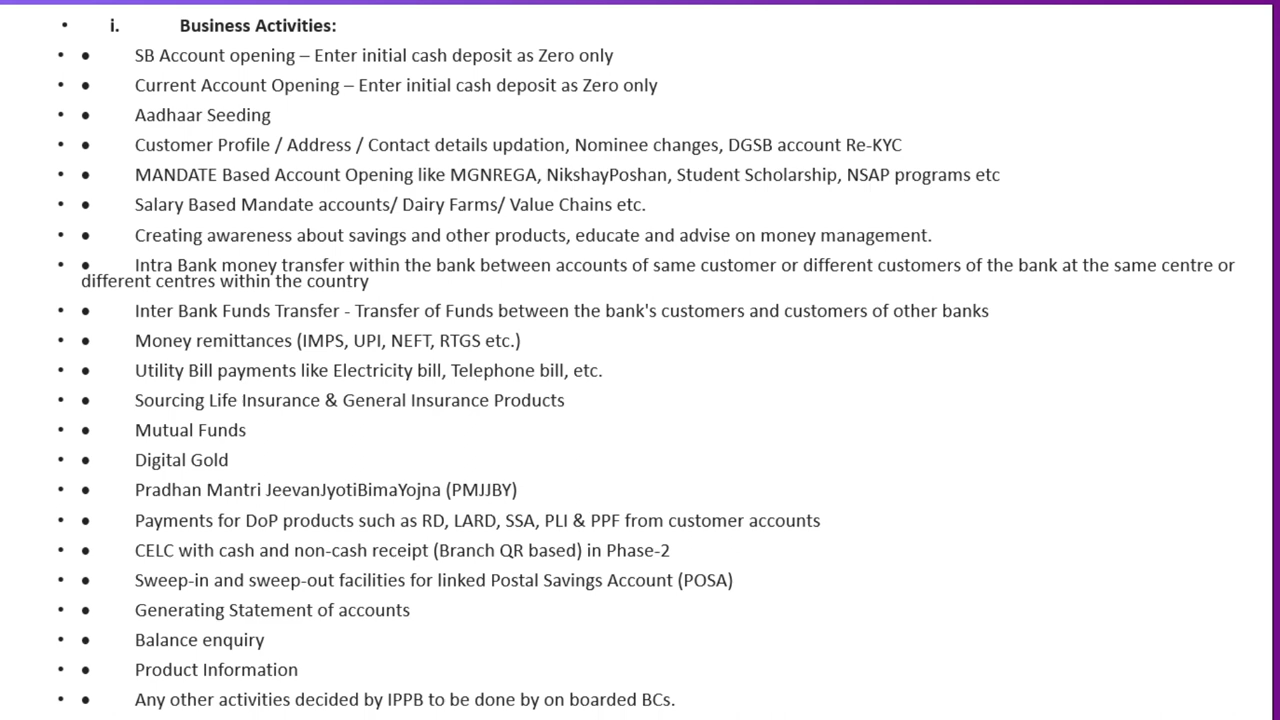 • i. Business Activities:
• ● SB Account opening – Enter initial cash deposit as Zero only
• ● Current Account Opening – Enter initial cash deposit as Zero only
• ● Aadhaar Seeding
• ● Customer Profile / Address / Contact details updation, Nominee changes, DGSB account Re-KYC
• ● MANDATE Based Account Opening like MGNREGA, NikshayPoshan, Student Scholarship, NSAP programs etc
• ● Salary Based Mandate accounts/ Dairy Farms/ Value Chains etc.
• ● Creating awareness about savings and other products, educate and advise on money management.
• ● Intra Bank money transfer within the bank between accounts of same customer or different customers of the bank at the same centre or
different centres within the country
• ● Inter Bank Funds Transfer - Transfer of Funds between the bank's customers and customers of other banks
• ● Money remittances (IMPS, UPI, NEFT, RTGS etc.)
• ● Utility Bill payments like Electricity bill, Telephone bill, etc.
• ● Sourcing Life Insurance & General Insurance Products
• ● Mutual Funds
• ● Digital Gold
• ● Pradhan Mantri JeevanJyotiBimaYojna (PMJJBY)
• ● Payments for DoP products such as RD, LARD, SSA, PLI & PPF from customer accounts
• ● CELC with cash and non-cash receipt (Branch QR based) in Phase-2
• ● Sweep-in and sweep-out facilities for linked Postal Savings Account (POSA)
• ● Generating Statement of accounts
• ● Balance enquiry
• ● Product Information
• ● Any other activities decided by IPPB to be done by on boarded BCs.